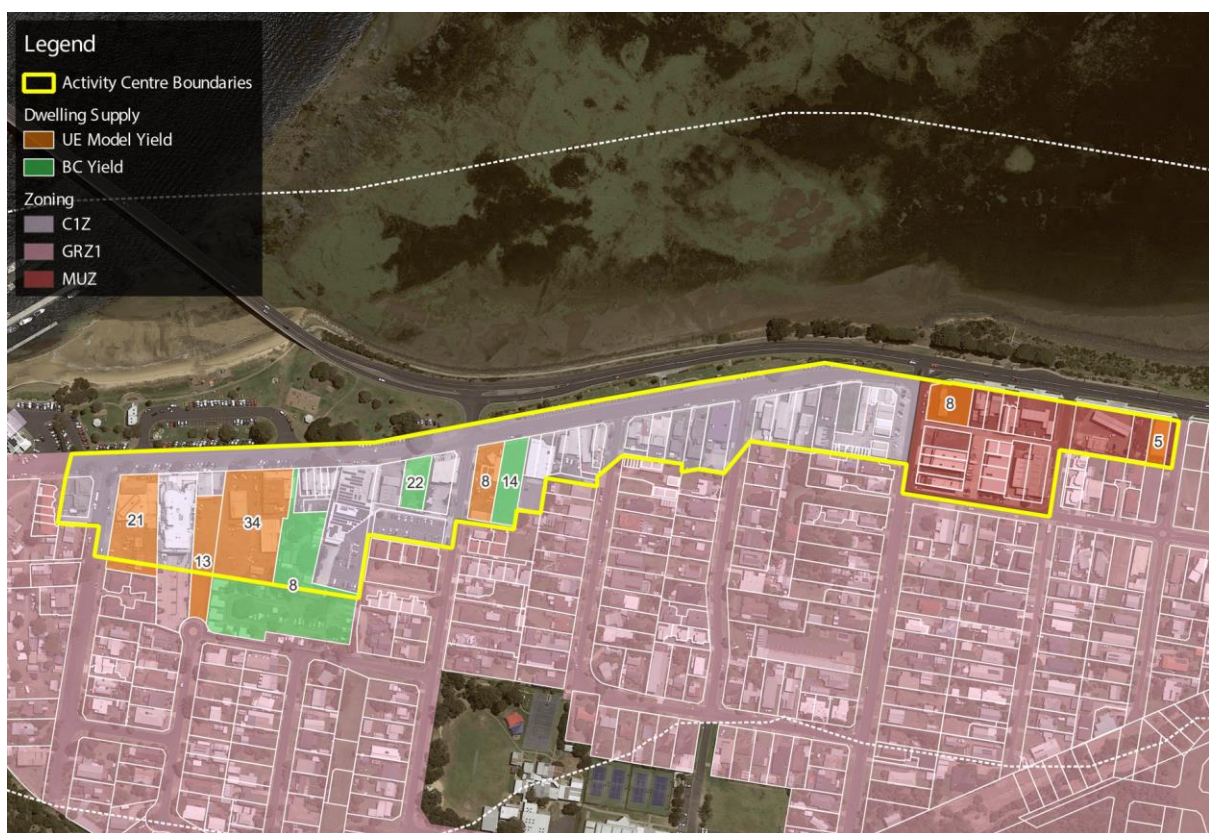 Legend
Activity Centre Boundaries
Dwelling Supply
UE Model Yield
BC Yield
Zoning
C1Z
GRZ1
MUZ
8
5
22
8
14
21
34
13
8